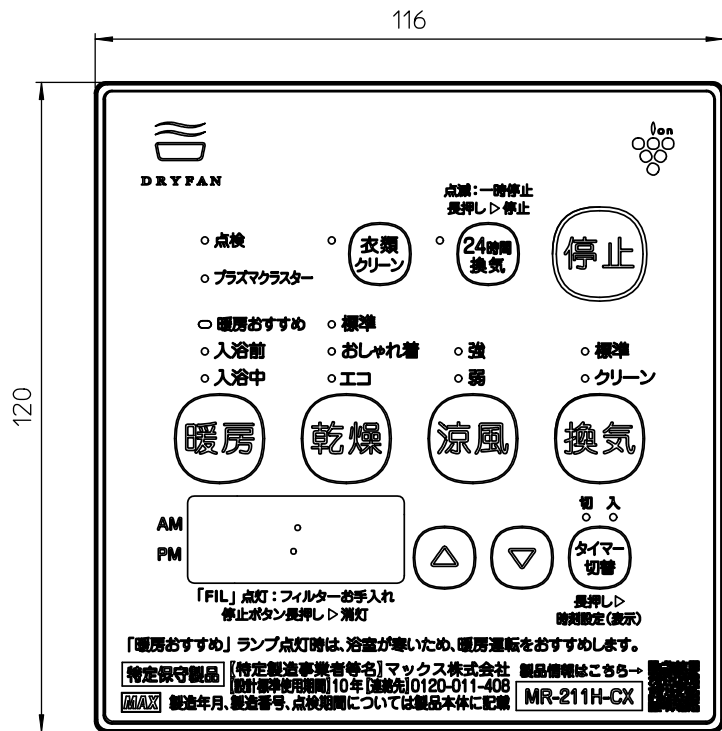 116
120
DRYFAN
ion
点滅：一時停止
長押し▷停止
点検
プラズマクラスター
衣類
クリーン
24時間
換気
停止
暖房おすすめ
標準
入浴前
おしゃれ着
強
標準
入浴中
エコ
弱
クリーン
暖房
乾燥
涼風
換気
AM
PM
△
▽
切 入
タイマー
切替
「FIL」点灯：フィルターお手入れ
停止ボタン長押し▷消灯
長押し▷
時刻設定(表示)
「暖房おすすめ」ランプ点灯時は、浴室が寒いため、暖房運転をおすすめします。
特定保守製品
【特定製造事業者等名】マックス株式会社
製品情報はこちら→
【設計標準使用期間】10年【連絡先】0120-011-408
MR-211H-CX
MAX
製造年月、製造番号、点検期間については製品本体に記載